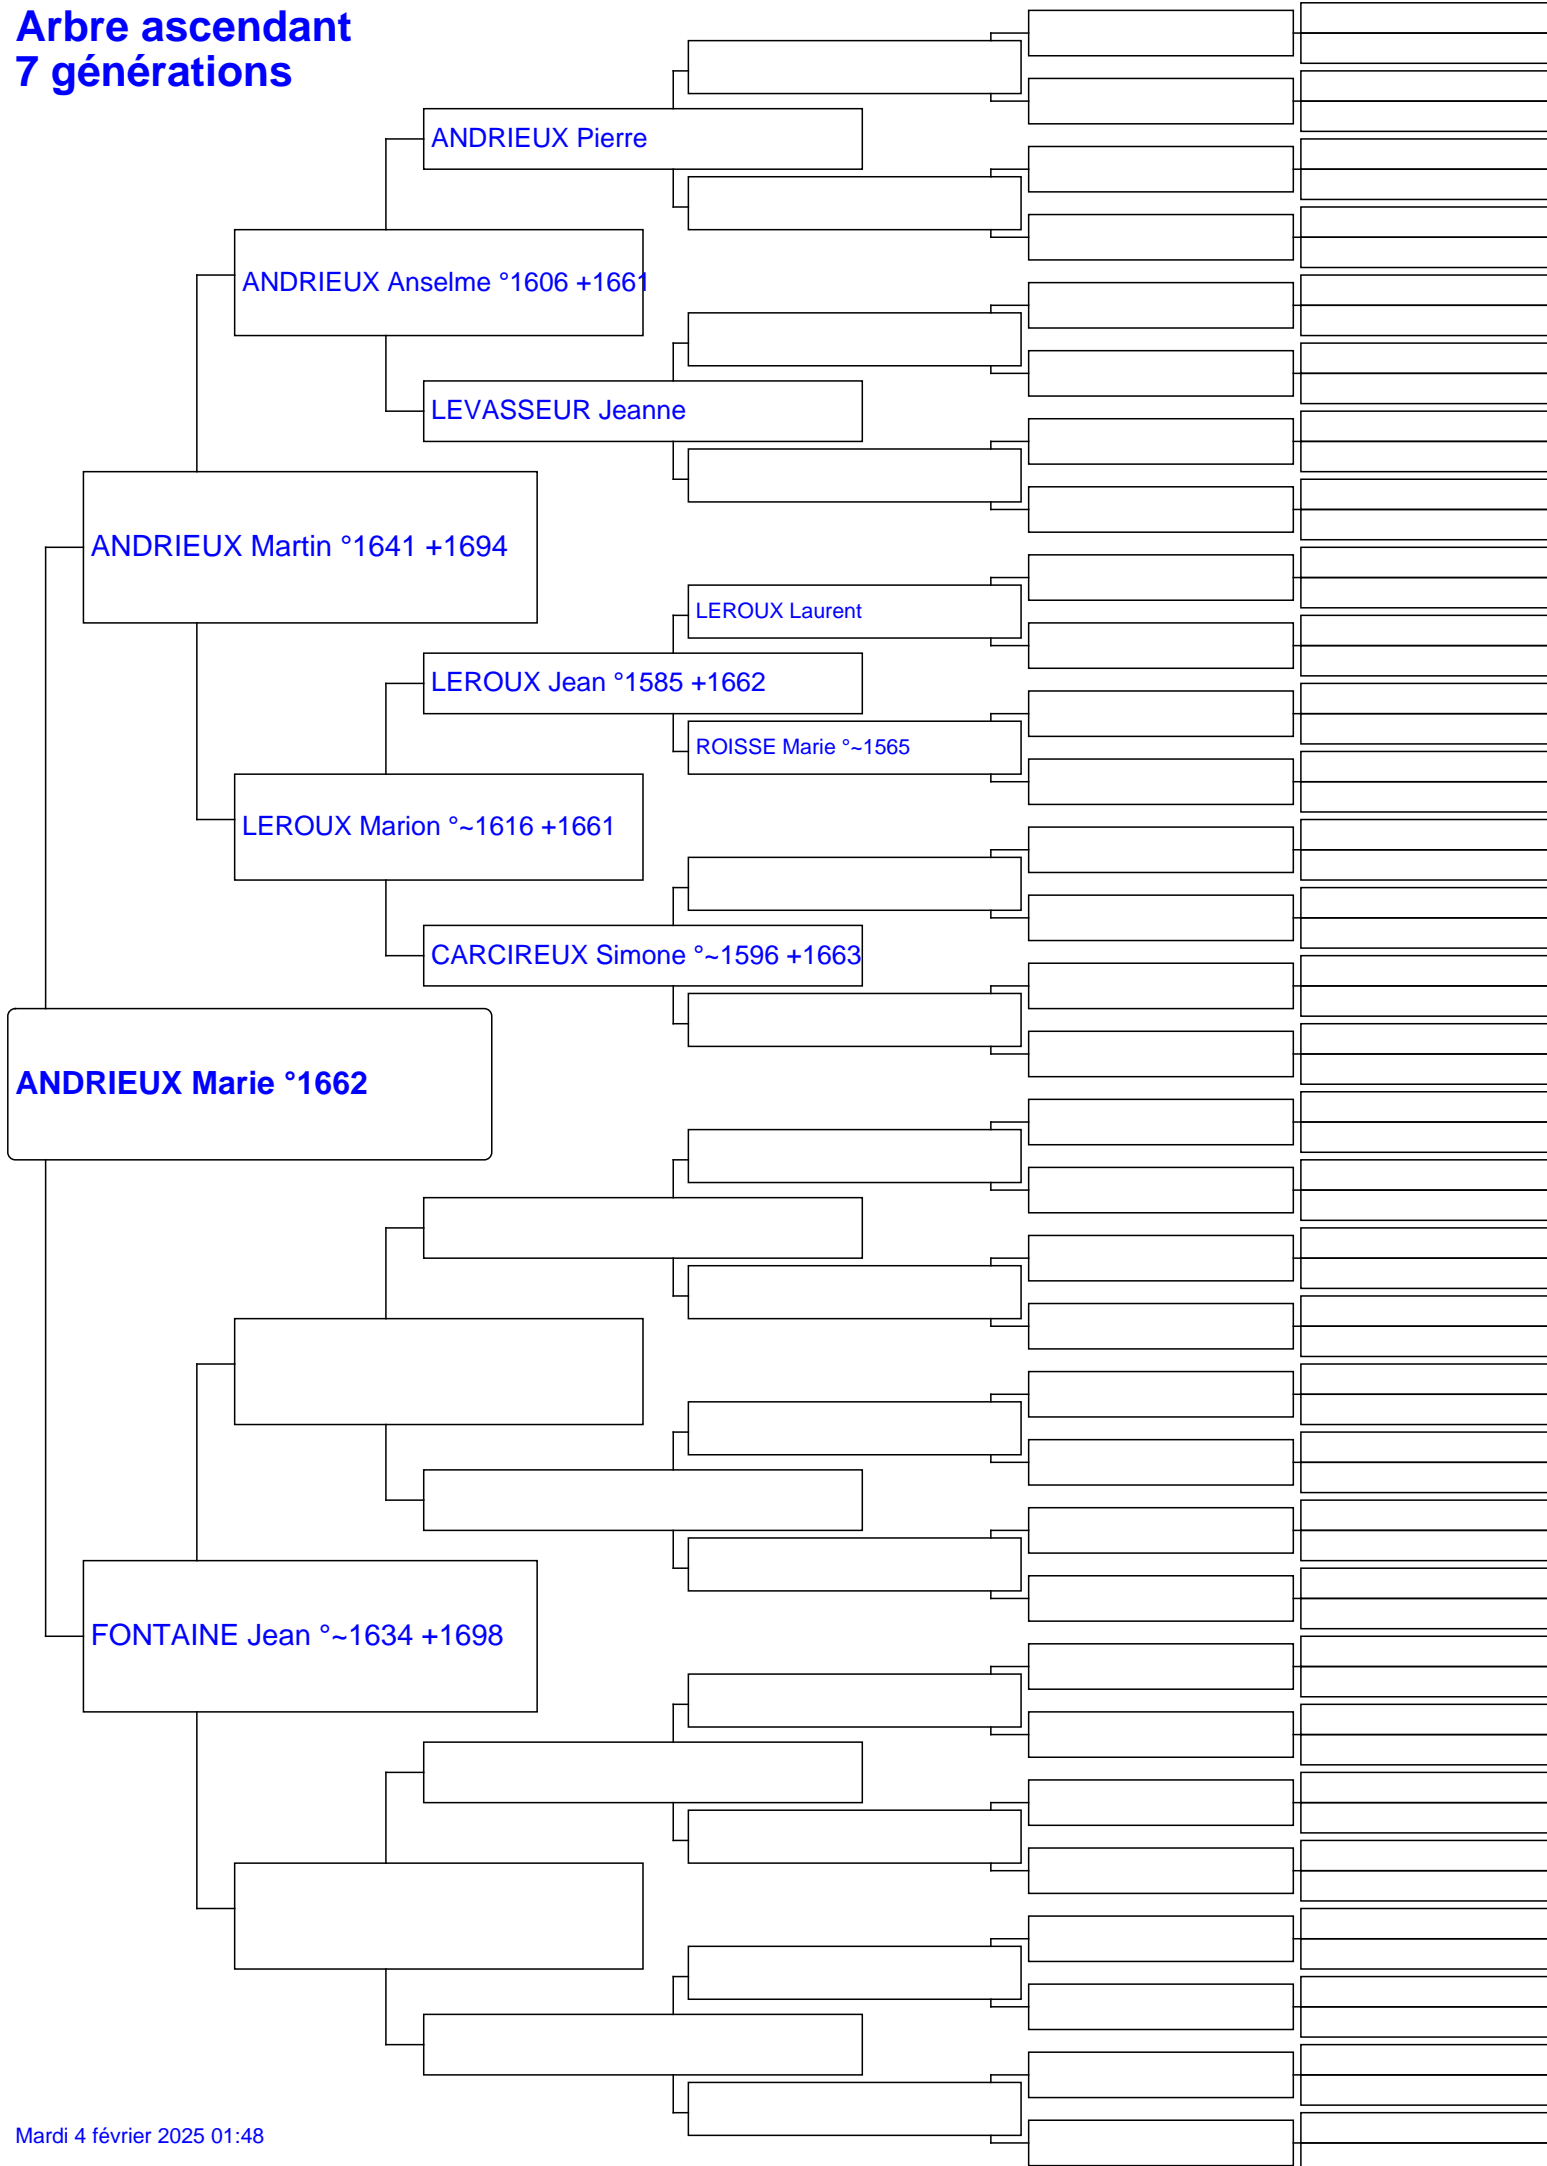 Arbre ascendant
7 générations
ANDRIEUX Pierre
ANDRIEUX Anselme °1606 +1661
LEVASSEUR Jeanne
ANDRIEUX Martin °1641 +1694
LEROUX Laurent
LEROUX Jean °1585 +1662
ROISSE Marie °~1565
LEROUX Marion °~1616 +1661
CARCIREUX Simone °~1596 +1663
ANDRIEUX Marie °1662
FONTAINE Jean °~1634 +1698
Mardi 4 février 2025 01:48